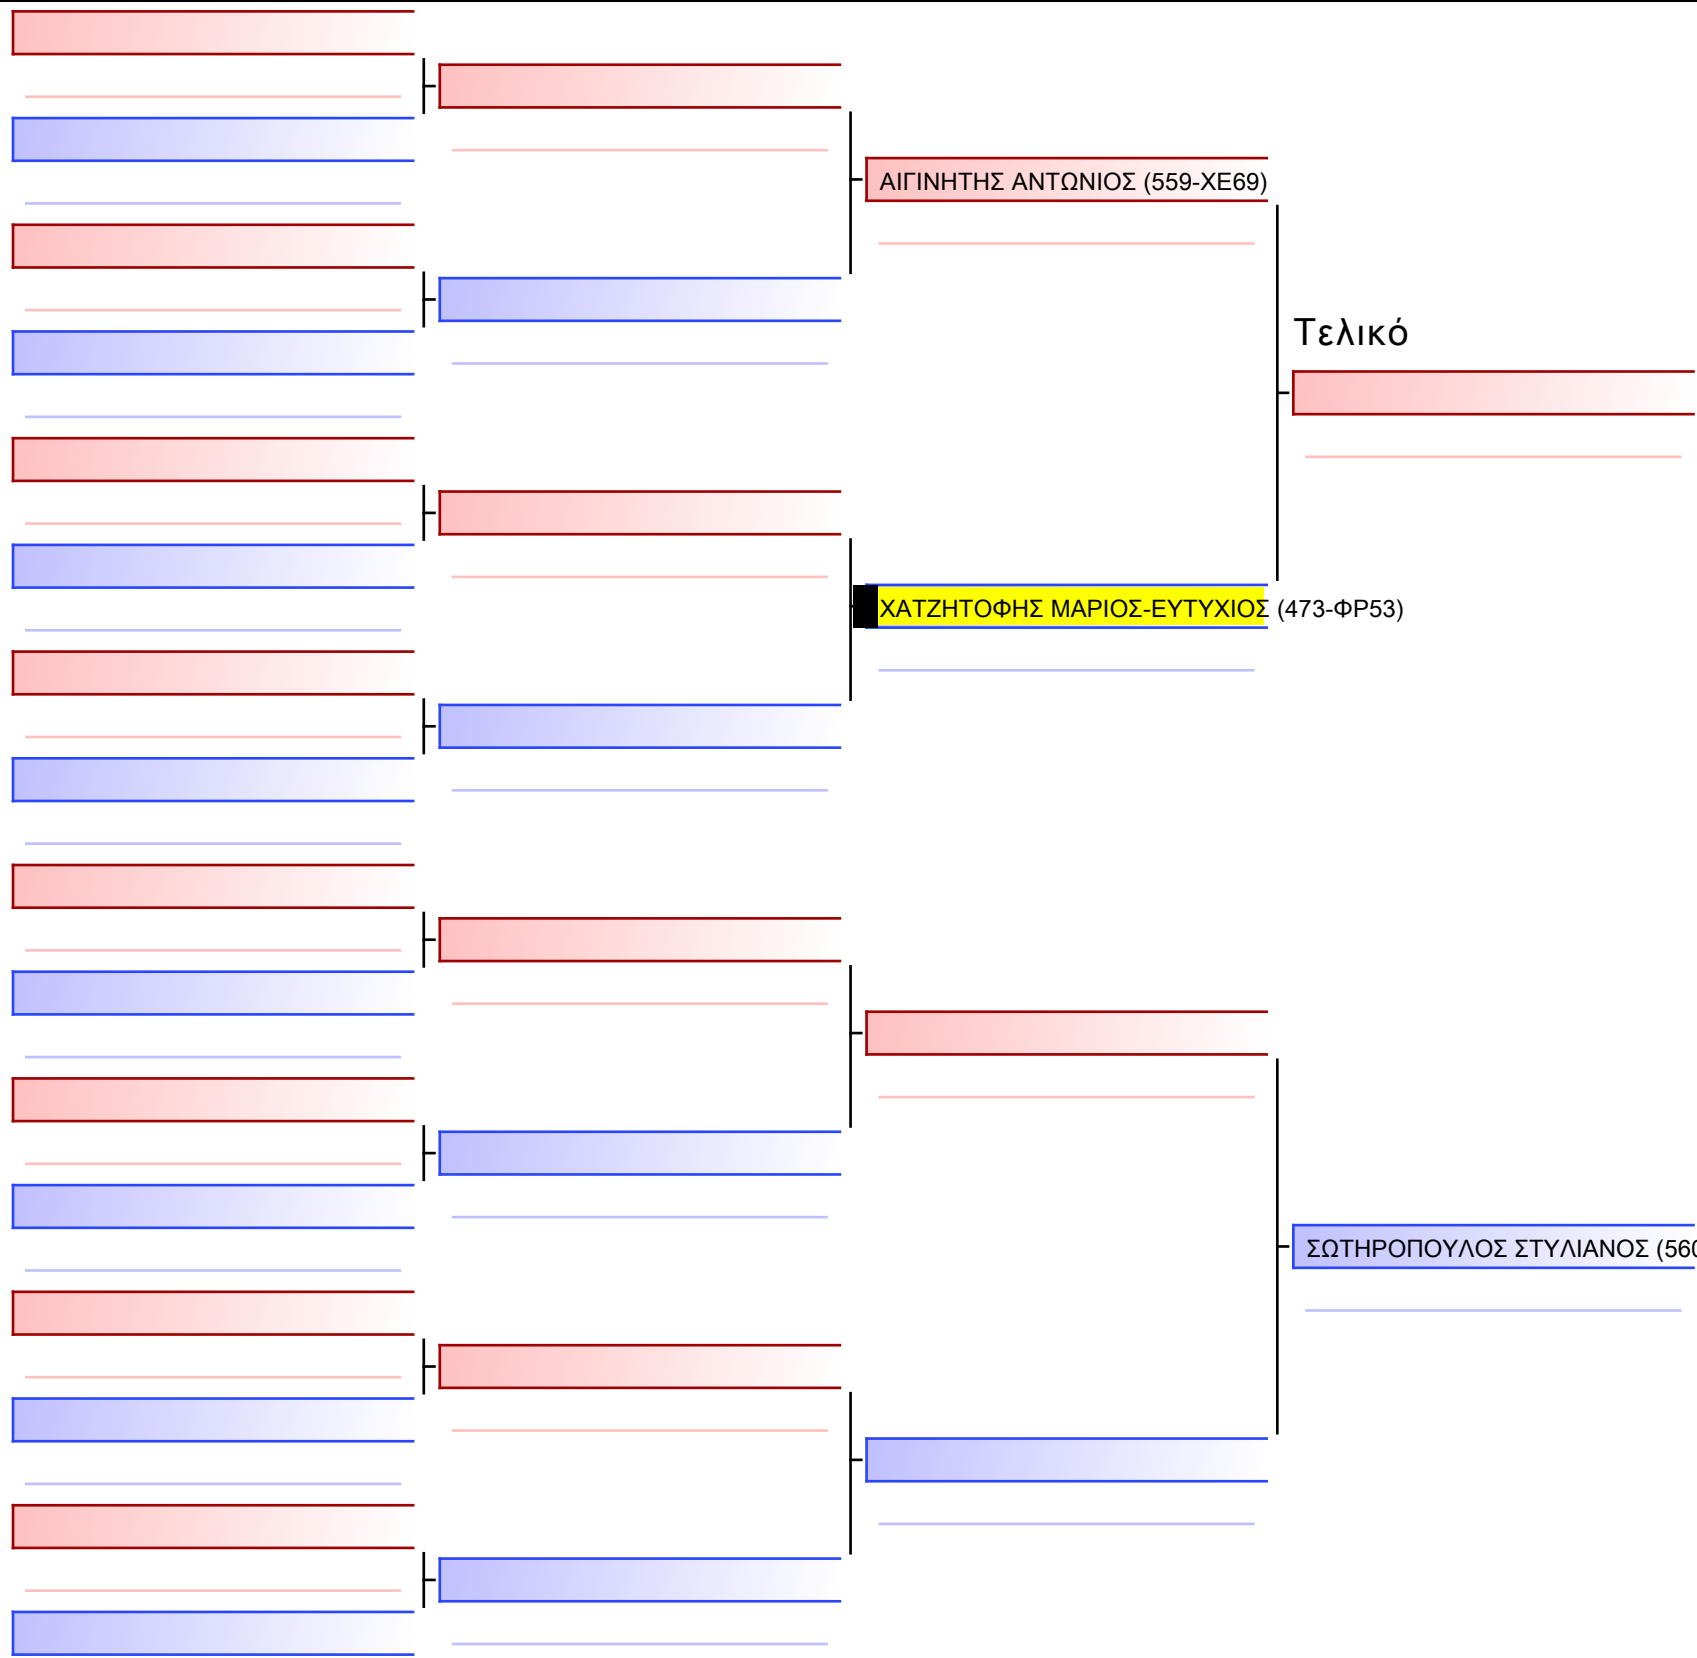 ΑΙΓΙΝΗΤΗΣ ΑΝΤΩΝΙΟΣ (559-ΧΕ69)
Τελικό
ΧΑΤΖΗΤΟΦΗΣ ΜΑΡΙΟΣ-ΕΥΤΥΧΙΟΣ (473-ΦΡ53)
ΣΩΤΗΡΟΠΟΥΛΟΣ ΣΤΥΛΙΑΝΟΣ